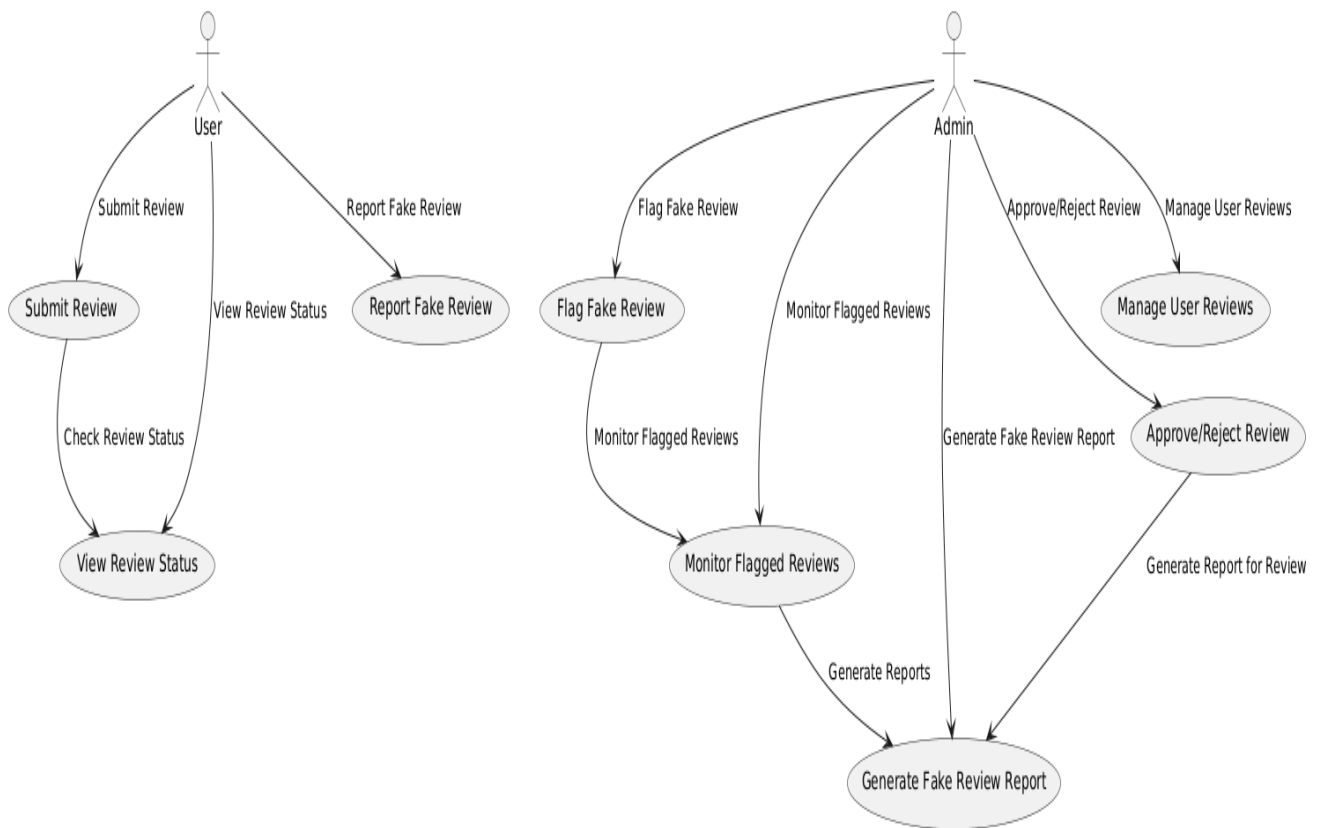 User
Admin
Submit Review
Report Fake Review
Flag Fake Review
Approve/Reject Review
Manage User Reviews
Submit Review
View Review Status
Report Fake Review
Flag Fake Review
Monitor Flagged Reviews
Manage User Reviews
Check Review Status
Monitor Flagged Reviews
Generate Fake Review Report
Approve/Reject Review
View Review Status
Monitor Flagged Reviews
Generate Report for Review
Generate Reports
Generate Fake Review Report